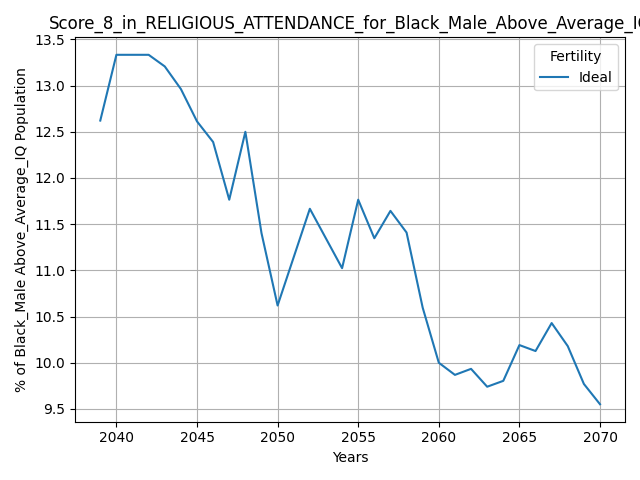 Score_8_in_RELIGIOUS_ATTENDANCE_for_Black_Male_Above_Average_IQ
13.5
13.0
12.5
12.0
11.5
11.0
10.5
10.0
9.5
% of Black_Male Above_Average_IQ Population
Fertility
Ideal
2040 2045 2050 2055 2060 2065 2070
Years